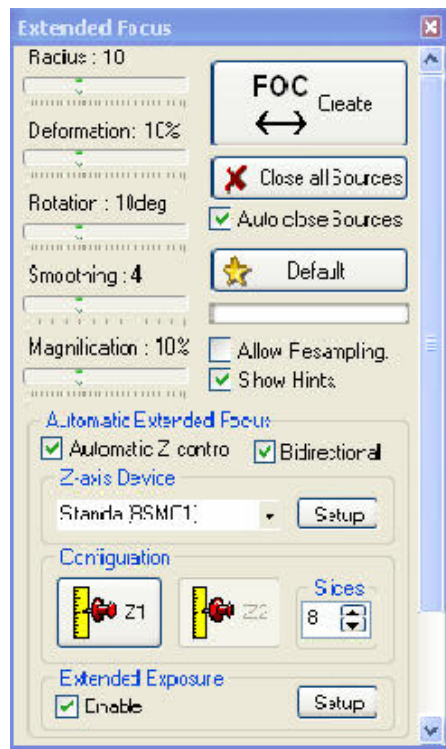 Extended Focus
Radius : 10
FOC Create
Deformation: 10%
Close all Sources
Rotation : 10deg
Auto close Sources
Smoothing : 4
Default
Magnification : 10%
Allow Resampling.
Show Hints
Automatic Extended Focus
Automatic Z control
Bidirectional
Z-axis Device
Standa (8SMC1)
Setup
Configuration
Z1
Z2
Slices
8
Extended Exposure
Enable
Setup